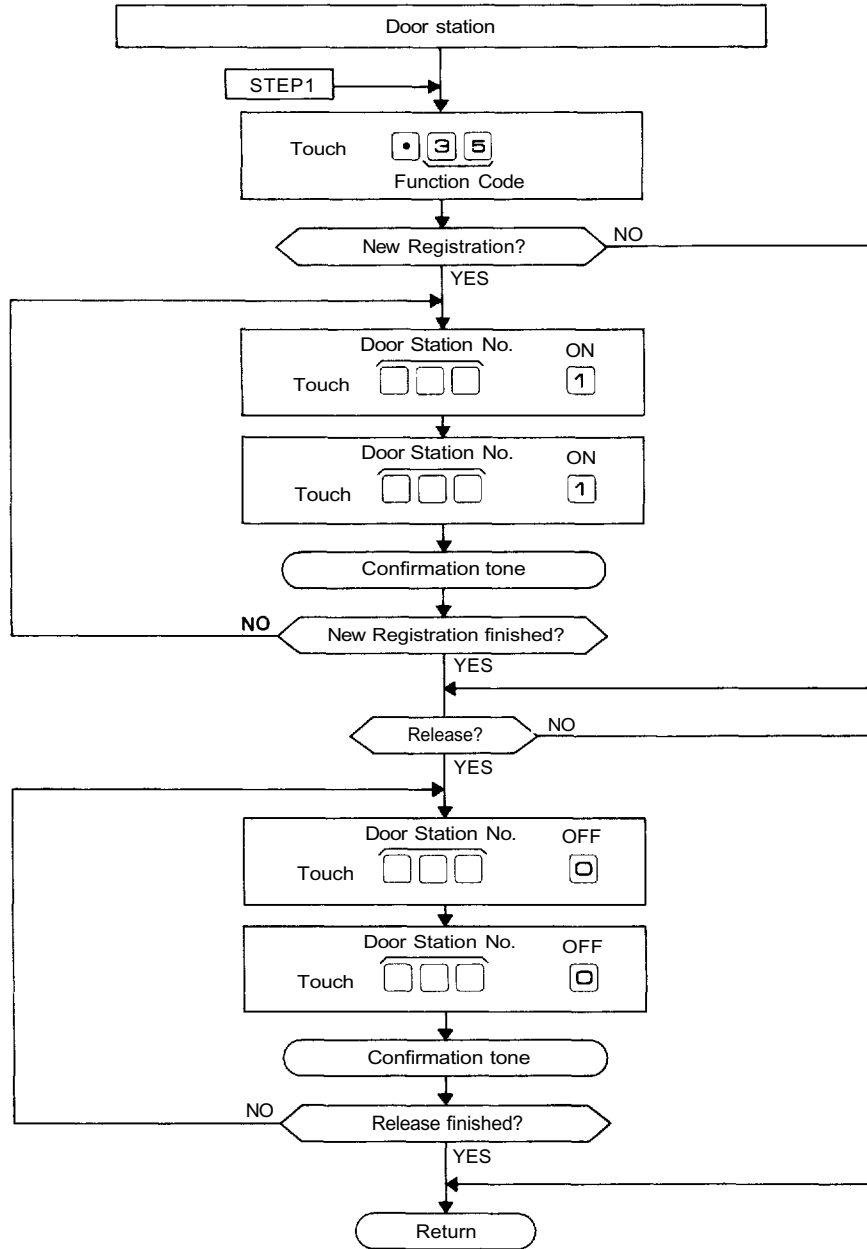 Door station
STEP1
Touch • 3 5
Function Code
New Registration? NO
YES
Door Station No. ON
Touch 1
Door Station No. ON
Touch 1
Confirmation tone
NO New Registration finished?
YES
Release? NO
YES
Door Station No. OFF
Touch 0
Door Station No. OFF
Touch 0
Confirmation tone
NO Release finished?
YES
Return